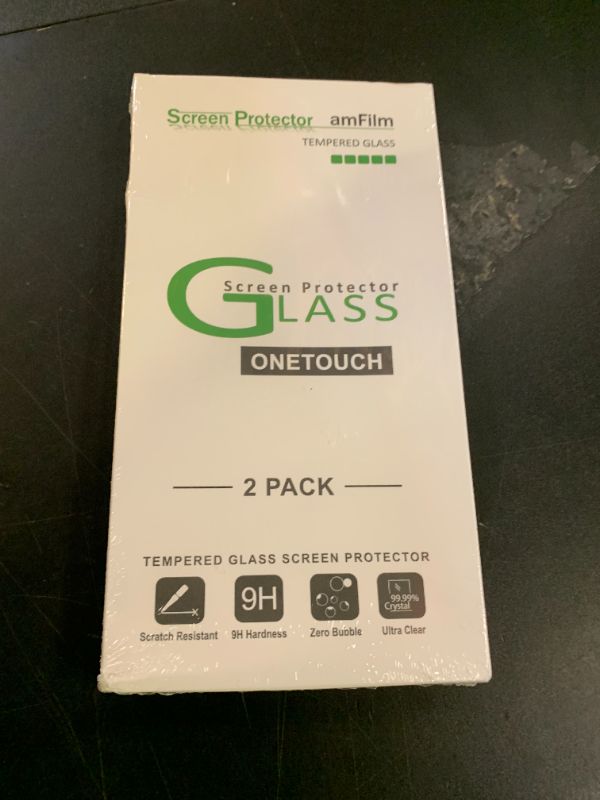 Screen Protector amFilm
TEMPERED GLASS
Screen Protector
GLASS
ONETOUCH
2 PACK
TEMPERED GLASS SCREEN PROTECTOR
9H
99.99%
Crystal
Scratch Resistant 9H Hardness Zero Bubble Ultra Clear